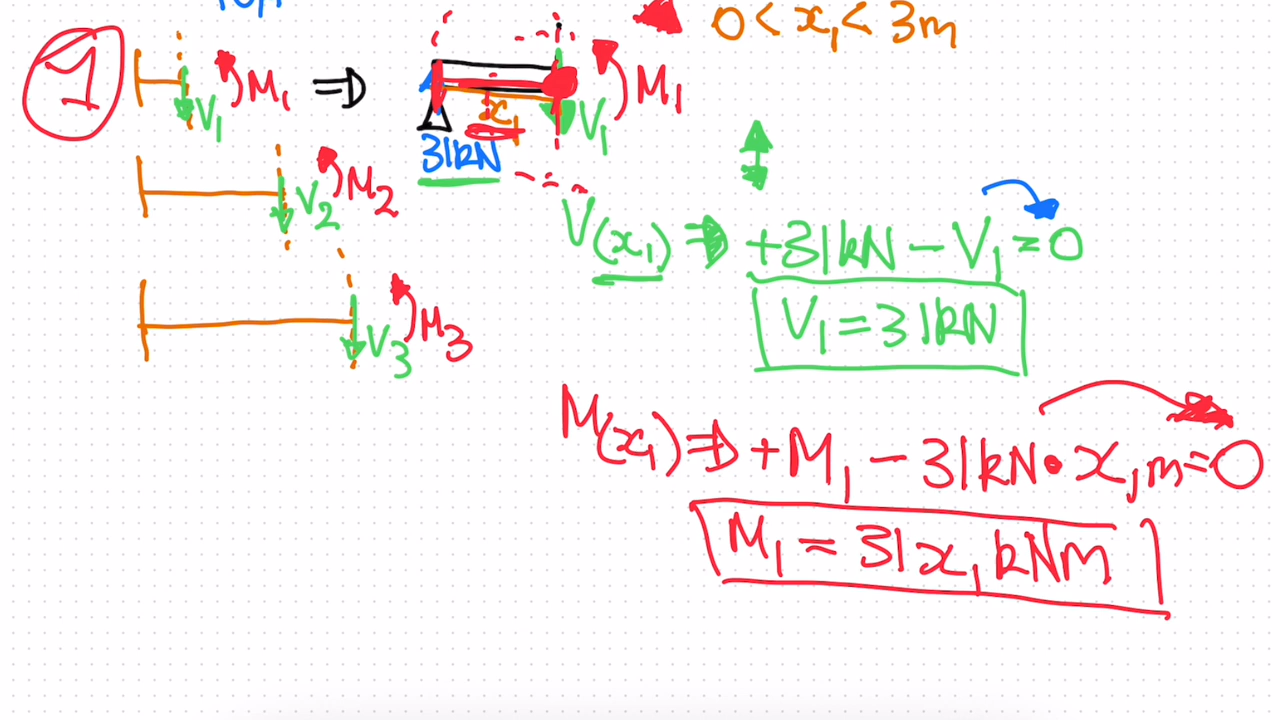 0 < x₁ < 3m
1
V₁ M₁ ⇒ x₁ V₁ M₁
31kN
V₂ M₂
V(x₁) ⇒ +31kN - V₁ = 0
V₃ M₃
V₁ = 31kN
M(x₁) ⇒ +M₁ - 31kN • x₁m = 0
M₁ = 31x₁ kNm